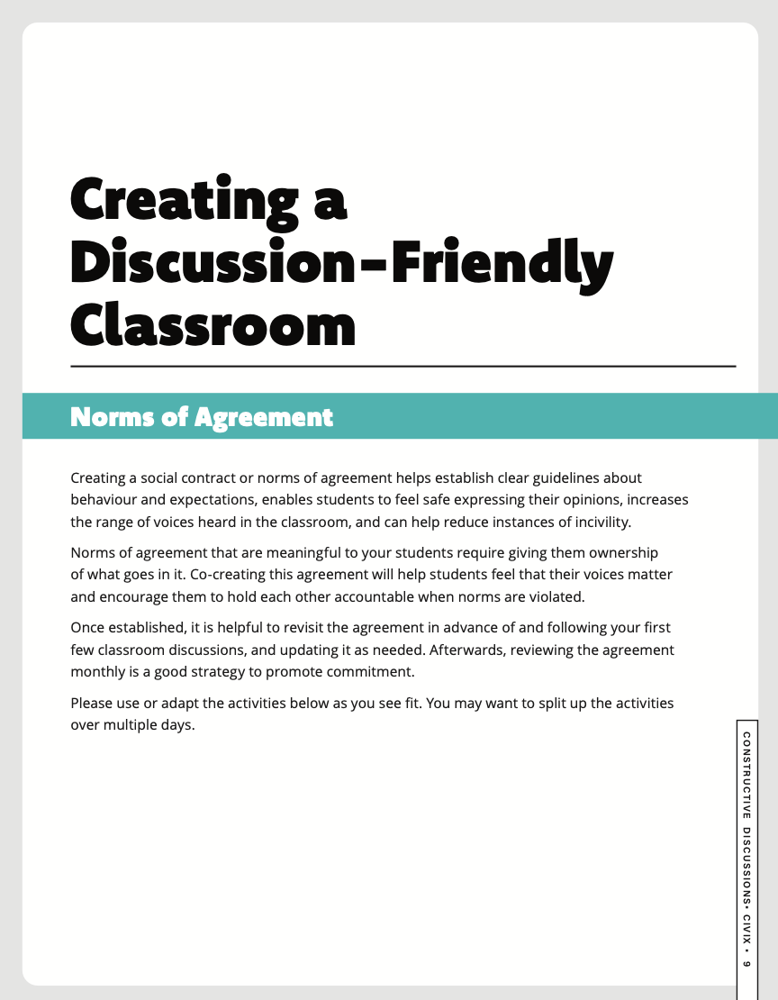 Creating a
Discussion-Friendly
Classroom
Norms of Agreement
Creating a social contract or norms of agreement helps establish clear guidelines about
behaviour and expectations, enables students to feel safe expressing their opinions, increases
the range of voices heard in the classroom, and can help reduce instances of incivility.
Norms of agreement that are meaningful to your students require giving them ownership
of what goes in it. Co-creating this agreement will help students feel that their voices matter
and encourage them to hold each other accountable when norms are violated.
Once established, it is helpful to revisit the agreement in advance of and following your first
few classroom discussions, and updating it as needed. Afterwards, reviewing the agreement
monthly is a good strategy to promote commitment.
Please use or adapt the activities below as you see fit. You may want to split up the activities
over multiple days.
CONSTRUCTIVE DISCUSSIONS• CIVIX • 9